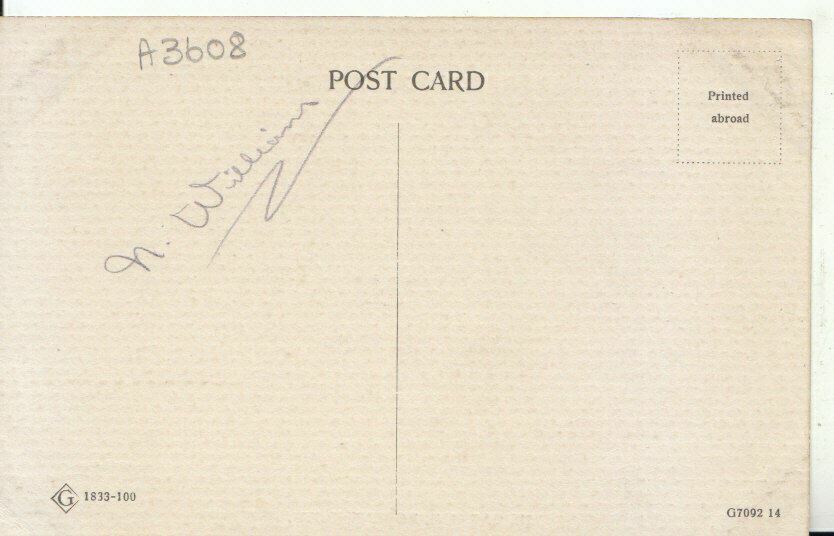 A3608
POST CARD
Printed
abroad
N. Williams
G 1833-100
G7092 14